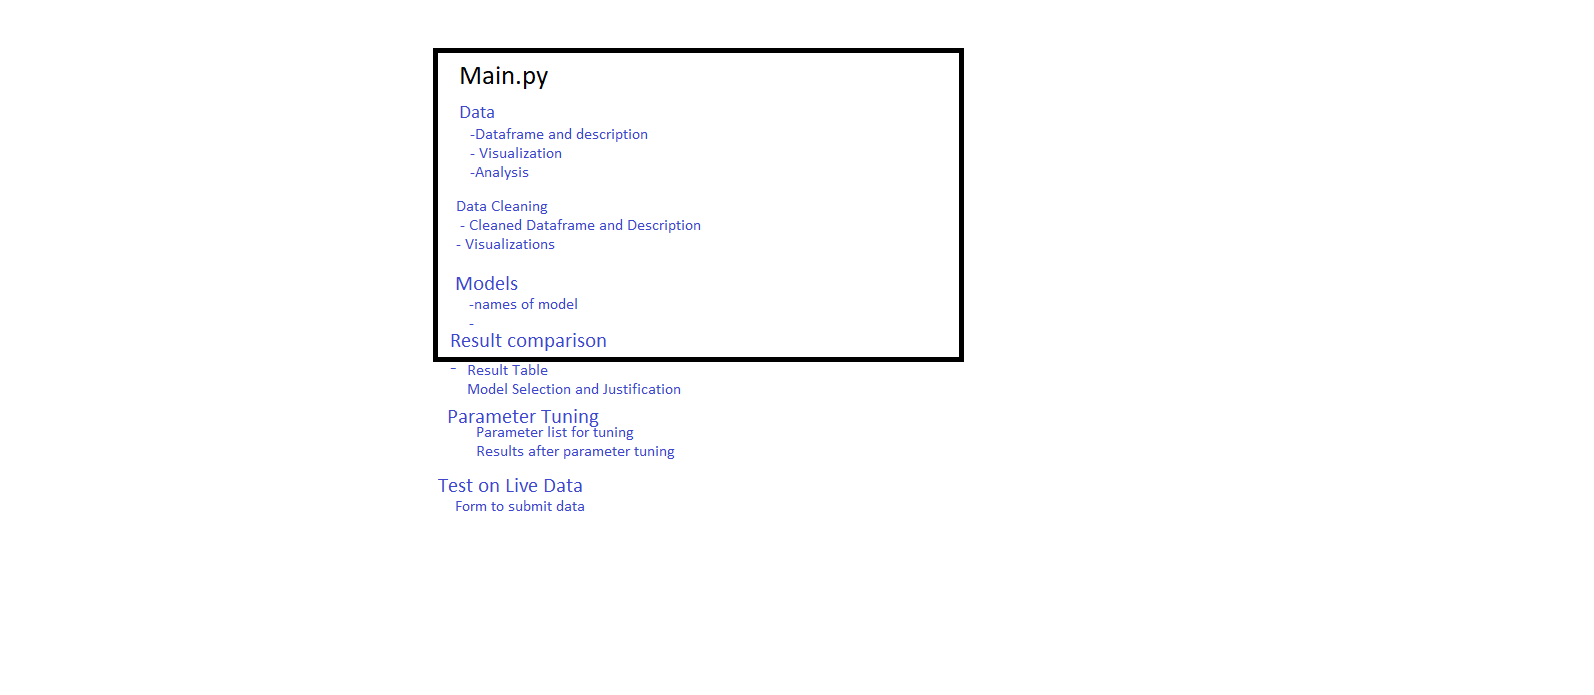 Main.py
Data
-Dataframe and description
- Visualization
-Analysis
Data Cleaning
- Cleaned Dataframe and Description
- Visualizations
Models
-names of model
-
Result comparison
- Result Table
Model Selection and Justification
Parameter Tuning
Parameter list for tuning
Results after parameter tuning
Test on Live Data
Form to submit data